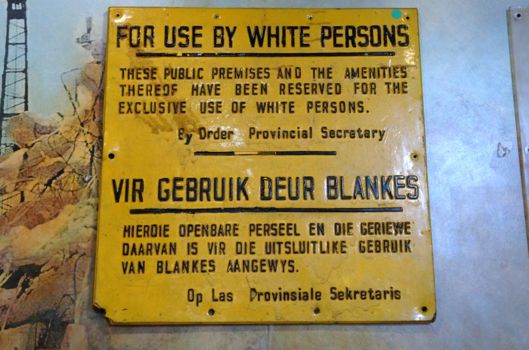 FOR USE BY WHITE PERSONS
THESE PUBLIC PREMISES AND THE AMENITIES
THEREOF HAVE BEEN RESERVED FOR THE
EXCLUSIVE USE OF WHITE PERSONS.
By Order Provincial Secretary
VIR GEBRUIK DEUR BLANKES
HIERDIE OPENBARE PERSEEL EN DIE GERIEWE
DAARVAN IS VIR DIE UITSLUITLIKE GEBRUIK
VAN BLANKES AANGEWYS.
Op Las Provinsiale Sekretaris